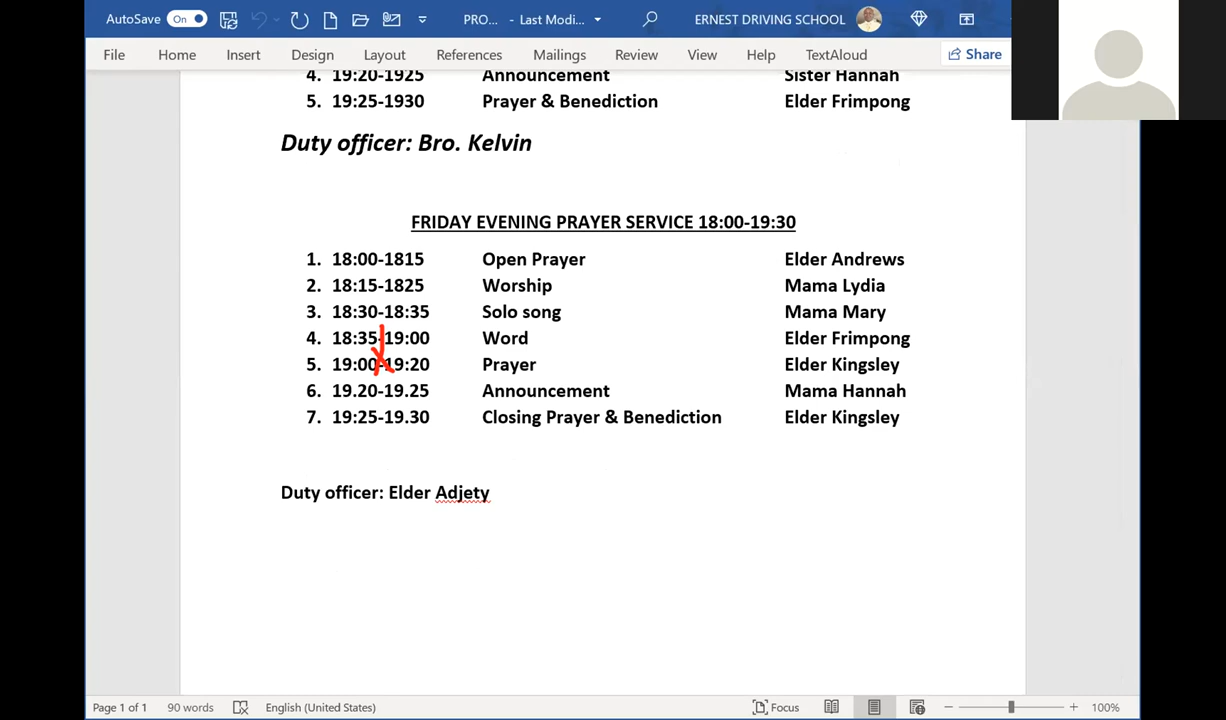 AutoSave On PRO... - Last Modi... ERNEST DRIVING SCHOOL
File Home Insert Design Layout References Mailings Review View Help TextAloud Share
4. 19:20-1925 Announcement Sister Hannah
5. 19:25-1930 Prayer & Benediction Elder Frimpong
Duty officer: Bro. Kelvin
FRIDAY EVENING PRAYER SERVICE 18:00-19:30
1. 18:00-1815 Open Prayer Elder Andrews
2. 18:15-1825 Worship Mama Lydia
3. 18:30-18:35 Solo song Mama Mary
4. 18:35-19:00 Word Elder Frimpong
5. 19:00-19:20 Prayer Elder Kingsley
6. 19.20-19.25 Announcement Mama Hannah
7. 19:25-19.30 Closing Prayer & Benediction Elder Kingsley
Duty officer: Elder Adjety
Page 1 of 1 90 words English (United States) Focus 100%